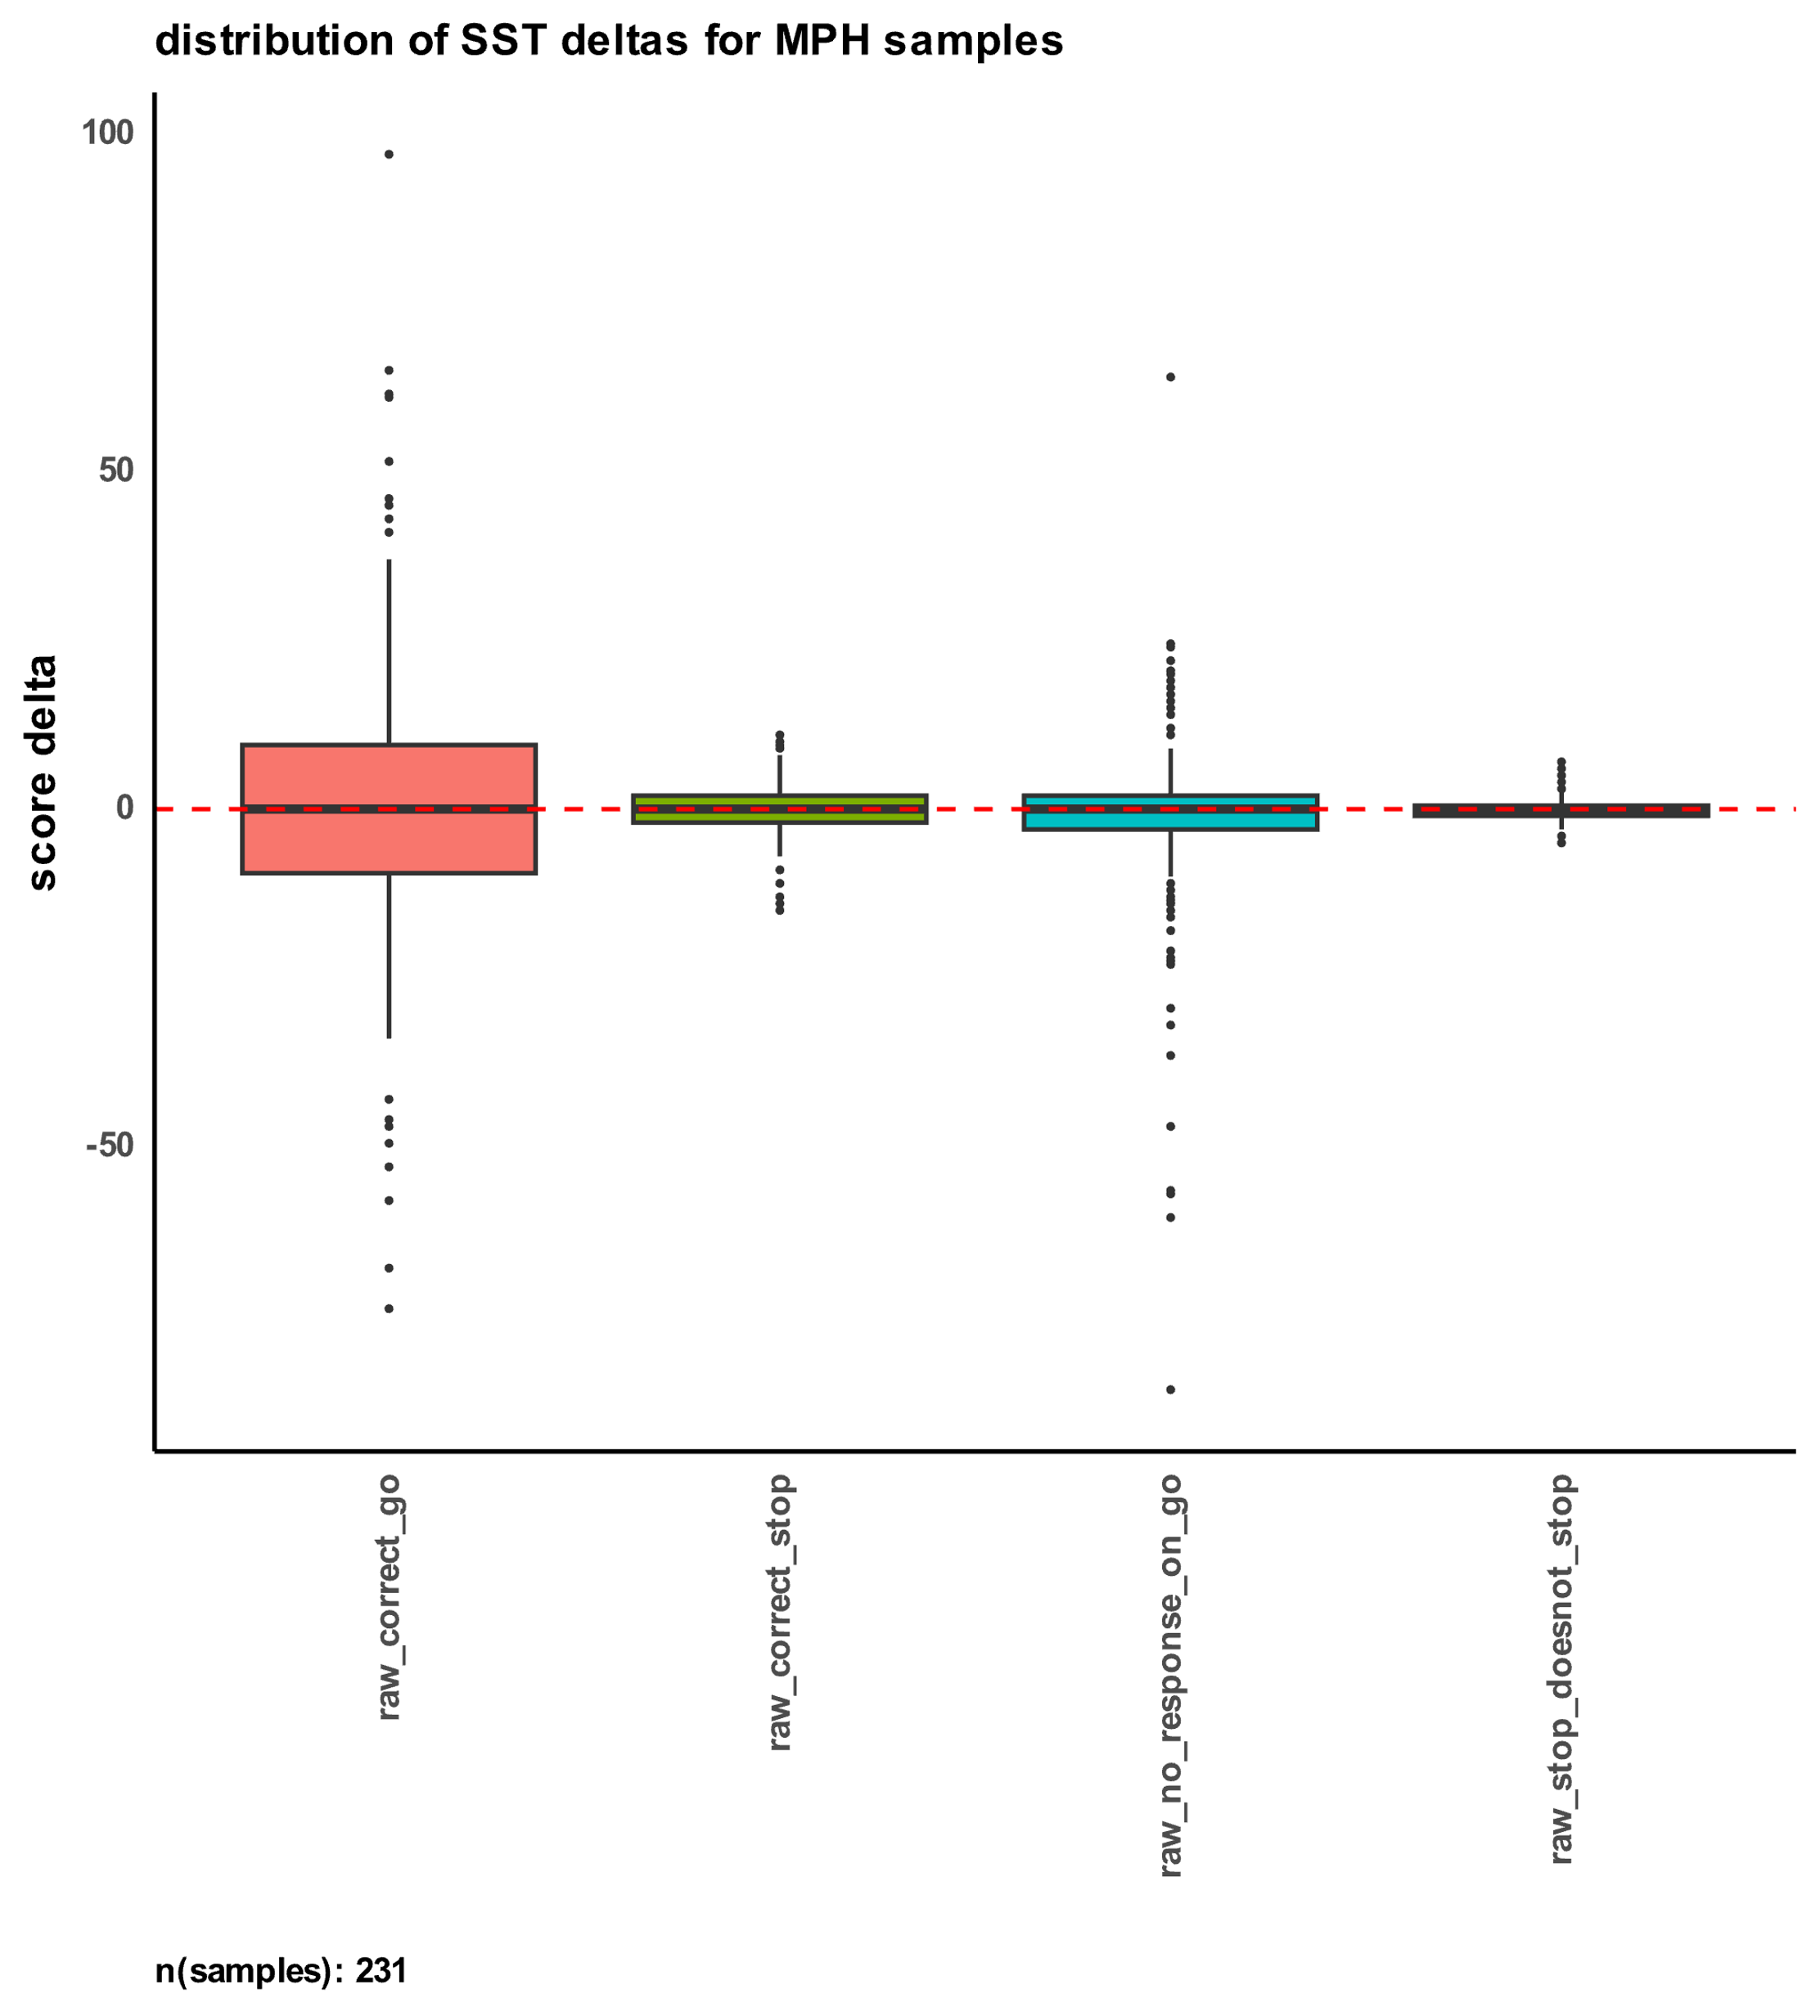 distribution of SST deltas for MPH samples
100
50
0
-50
score delta
raw_correct_go
raw_correct_stop
raw_no_response_on_go
raw_stop_doesnot_stop
n(samples): 231